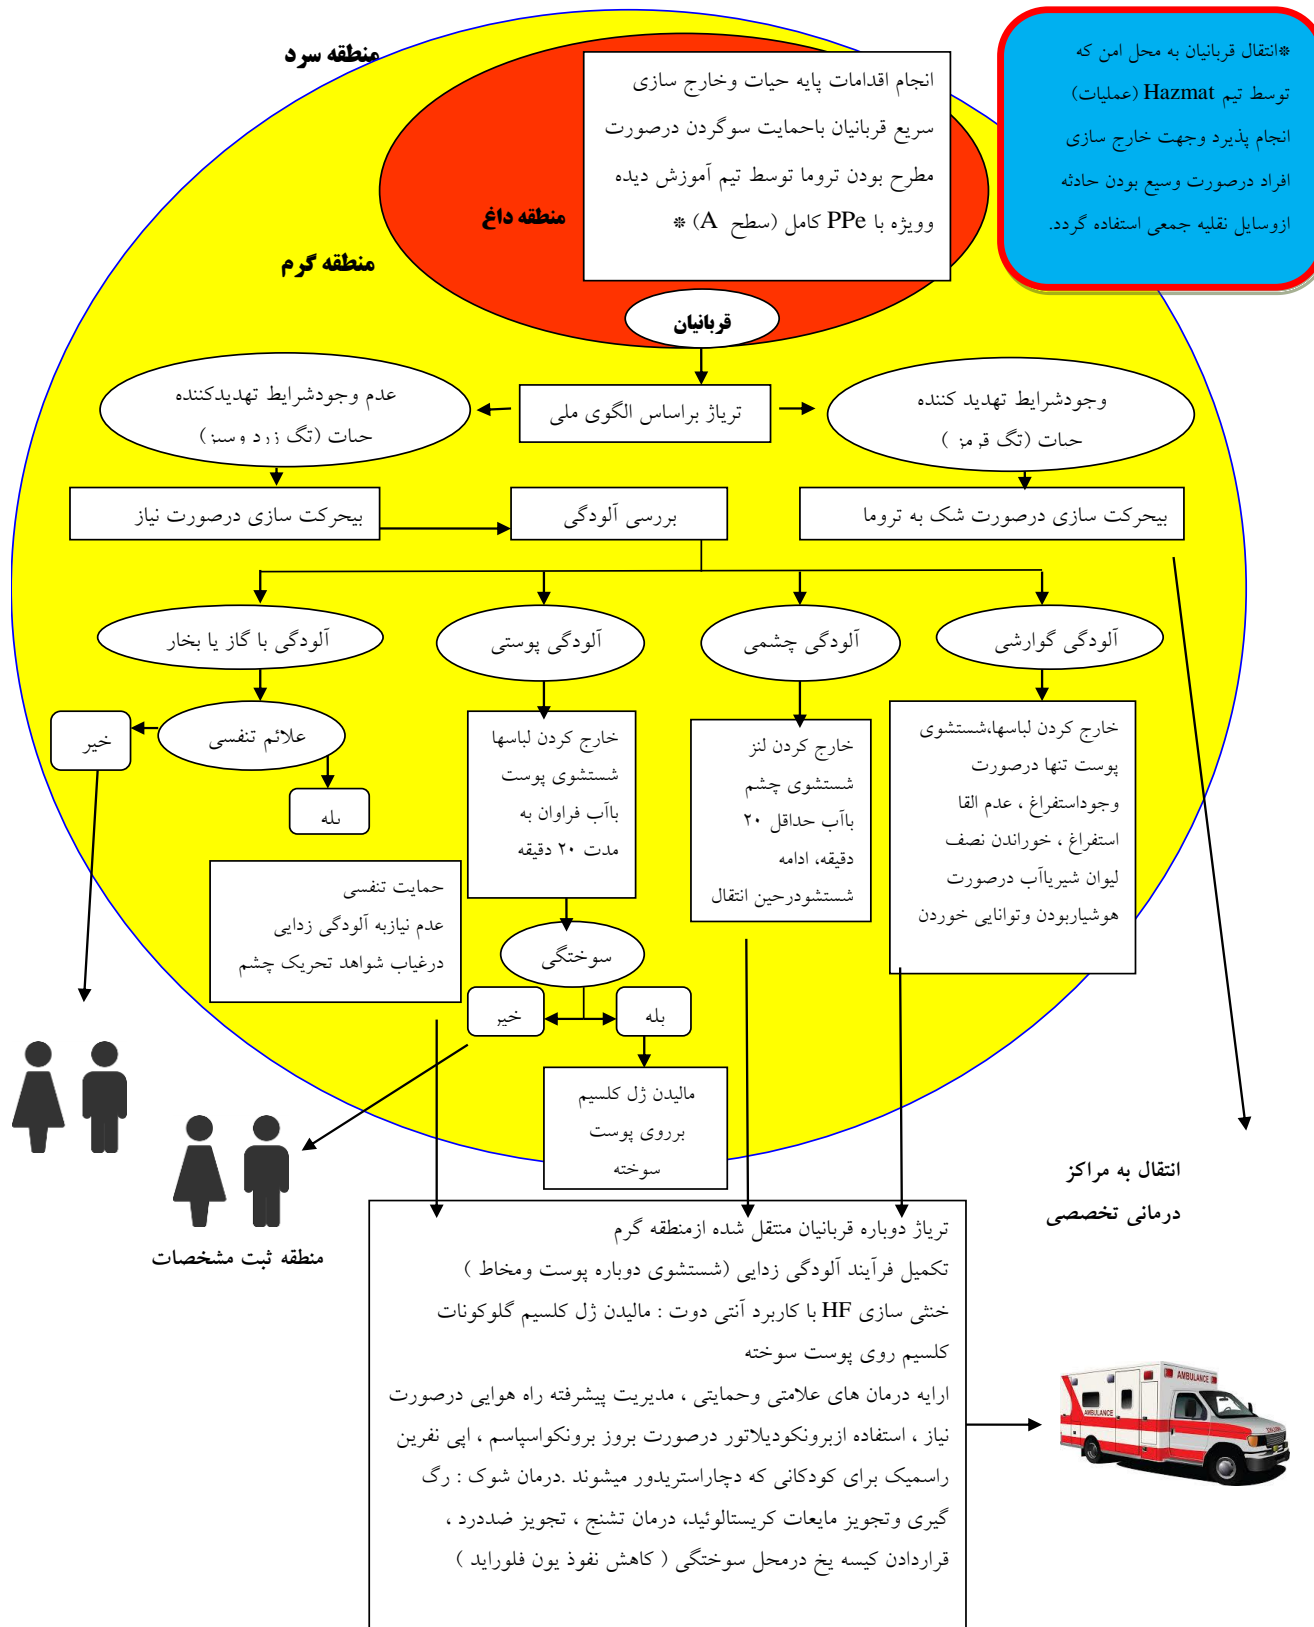 منطقه سرد
*انتقال قربانیان به محل امن که
توسط تیم Hazmat (عملیات)
انجام پذیرد وجهت خارج سازی
افراد درصورت وسیع بودن حادثه
ازوسایل نقلیه جمعی استفاده گردد.
انجام اقدامات پایه حیات وخارج سازی
سریع قربانیان باحمایت سوگردن درصورت
مطرح بودن تروما توسط تیم آموزش دیده
وویژه با PPe کامل (سطح A) *
منطقه داغ
منطقه گرم
قربانیان
تریاژ براساس الگوی ملی
وجودشرایط تهدید کننده
حیات (تگ قرمز )
عدم وجودشرایط تهدیدکننده
حیات (تگ زرد وسبز)
بیحرکت سازی درصورت شک به تروما
بررسی آلودگی
بیحرکت سازی درصورت نیاز
آلودگی گوارشی
آلودگی چشمی
آلودگی پوستی
آلودگی با گاز یا بخار
خارج کردن لباسها،شستشوی
پوست تنها درصورت
وجوداستفراغ ، عدم القا
استفراغ ، خوراندن نصف
لیوان شیریاآب درصورت
هوشیاربودن وتوانایی خوردن
خارج کردن لنز
شستشوی چشم
باآب حداقل ۲۰
دقیقه، ادامه
شستشودرحین انتقال
خارج کردن لباسها
شستشوی پوست
باآب فراوان به
مدت ۲۰ دقیقه
علائم تنفسی
خیر
بله
حمایت تنفسی
عدم نیازبه آلودگی زدایی
درغیاب شواهد تحریک چشم
سوختگی
بله
خیر
مالیدن ژل کلسیم
برروی پوست
سوخته
انتقال به مراکز
درمانی تخصصی
منطقه ثبت مشخصات
تریاژ دوباره قربانیان منتقل شده ازمنطقه گرم
تکمیل فرآیند آلودگی زدایی (شستشوی دوباره پوست ومخاط )
خنثی سازی HF با کاربرد آنتی دوت : مالیدن ژل کلسیم گلوکونات
کلسیم روی پوست سوخته
ارایه درمان های علامتی وحمایتی ، مدیریت پیشرفته راه هوایی درصورت
نیاز ، استفاده ازبرونکودیلاتور درصورت بروز برونکواسپاسم ، اپی نفرین
راسمیک برای کودکانی که دچاراستریدور میشوند .درمان شوک : رگ
گیری وتجویز مایعات کریستالوئید، درمان تشنج ، تجویز ضددرد ،
قراردادن کیسه یخ درمحل سوختگی ( کاهش نفوذ یون فلوراید )
AMBULANCE
AMBULANCE